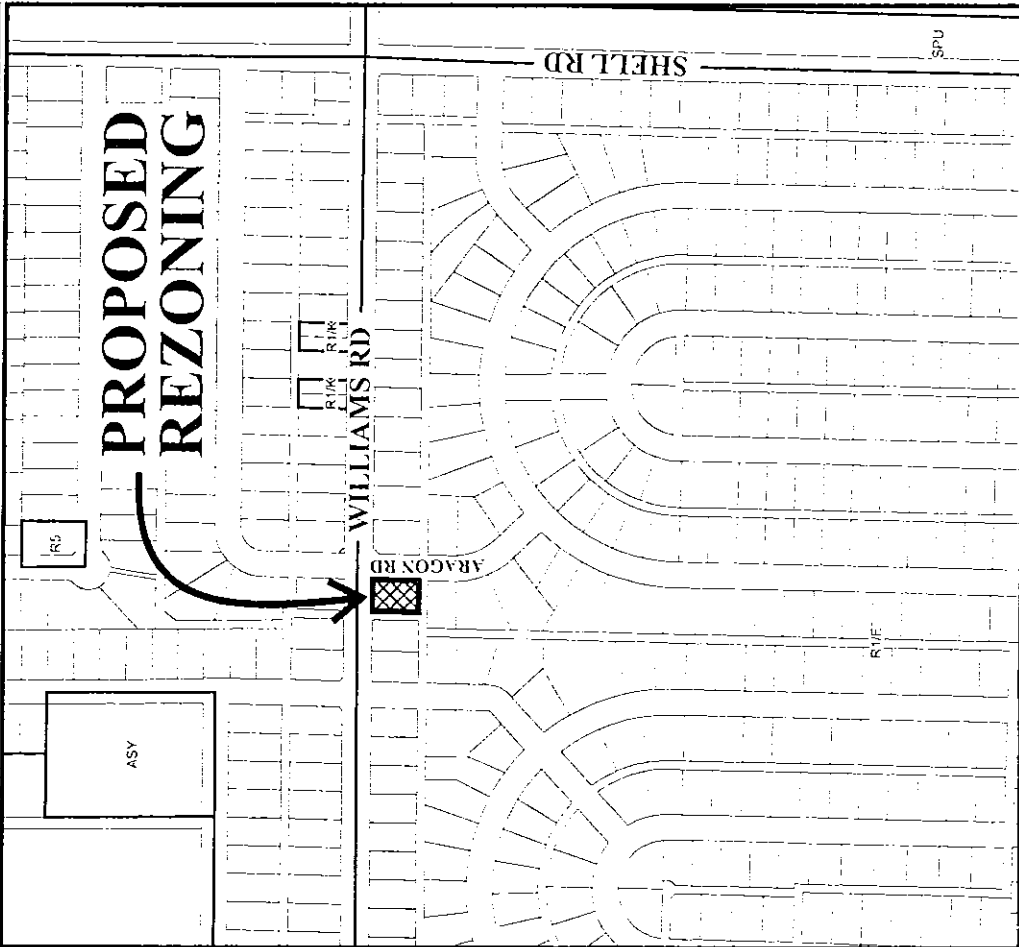 PROPOSED
REZONING
SHELL RD
SPU
R5
R1/K
R1/K
WILLIAMS RD
ARAGON RD
ASY
R1/E